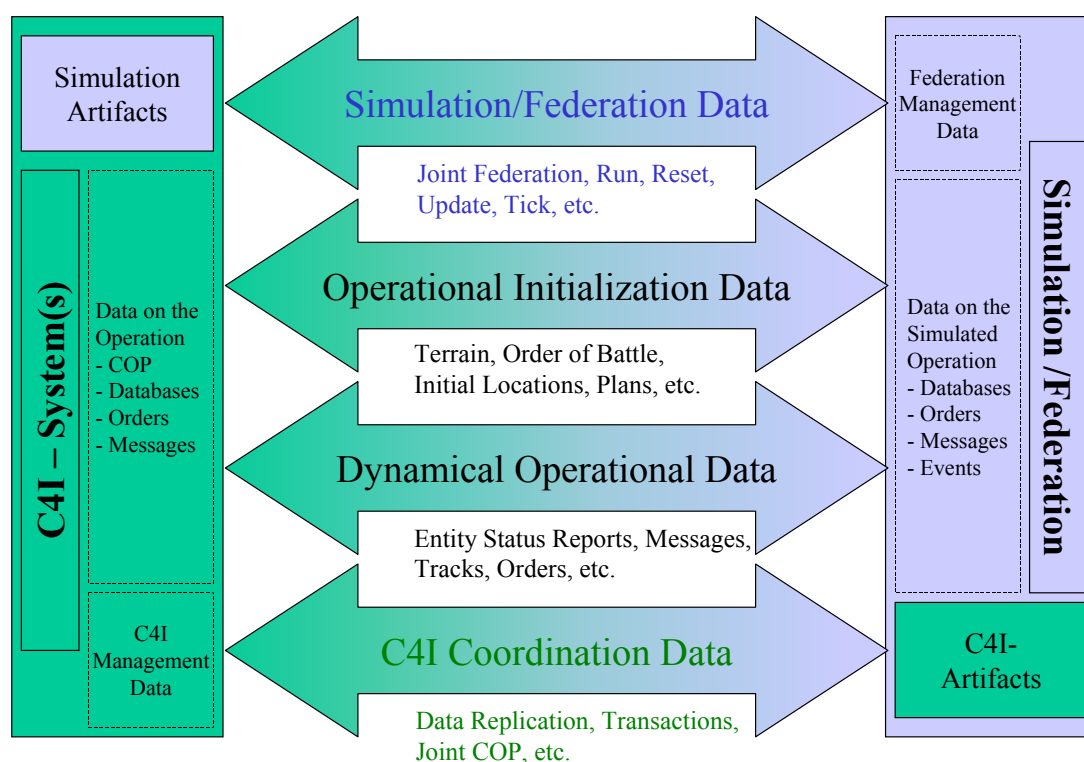 Simulation
Artifacts
C4I – System(s)
Data on the
Operation
- COP
- Databases
- Orders
- Messages
C4I
Management
Data
Simulation/Federation Data
Joint Federation, Run, Reset,
Update, Tick, etc.
Operational Initialization Data
Terrain, Order of Battle,
Initial Locations, Plans, etc.
Dynamical Operational Data
Entity Status Reports, Messages,
Tracks, Orders, etc.
C4I Coordination Data
Data Replication, Transactions,
Joint COP, etc.
Federation
Management
Data
Data on the
Simulated
Operation
- Databases
- Orders
- Messages
- Events
Simulation /Federation
C4I-
Artifacts